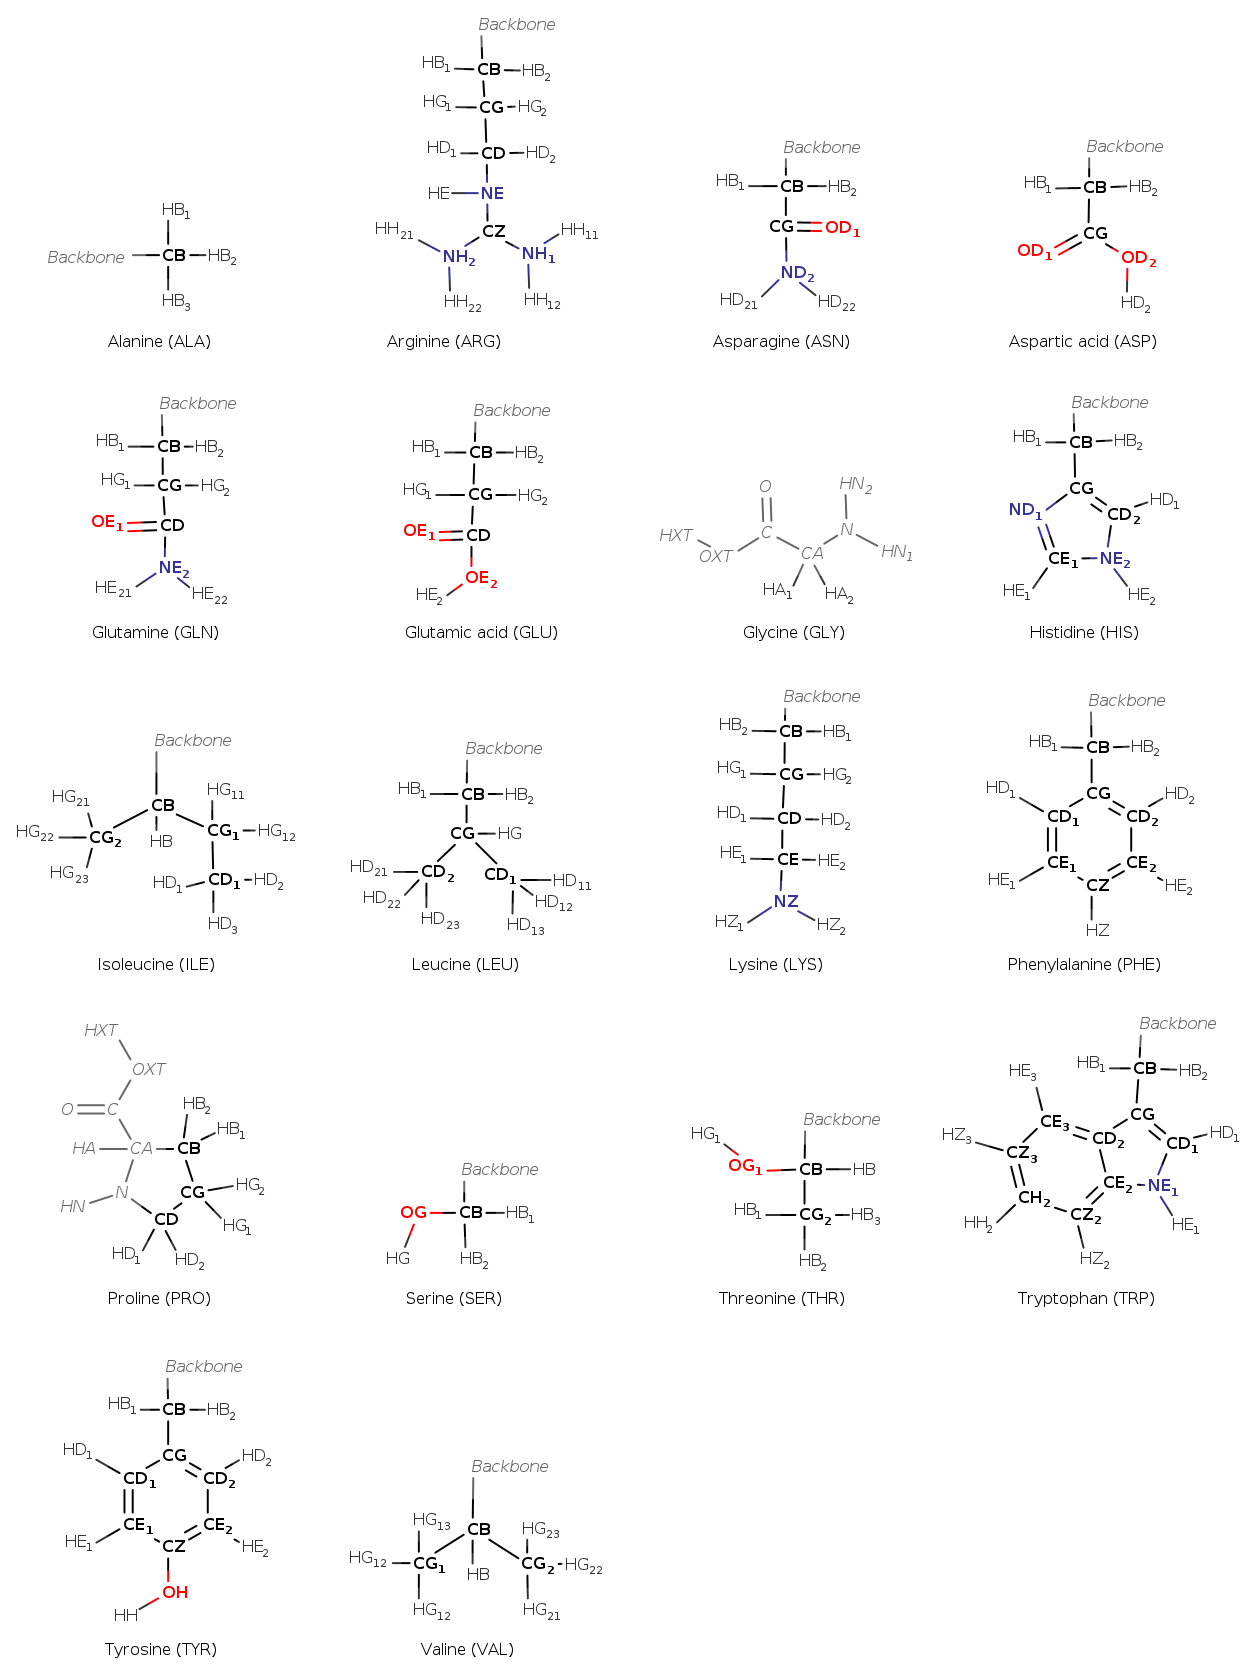 Backbone
HB1 CB HB2
HG1 CG HG2
HD1 CD HD2
HE NE
HH21 CZ HH11
NH2 NH1
HH22 HH12
Arginine (ARG)
HB1
Backbone CB HB2
HB3
Alanine (ALA)
Backbone
HB1 CB HB2
CG OD1
ND2
HD21 HD22
Asparagine (ASN)
Backbone
HB1 CB HB2
CG
OD1 OD2
HD2
Aspartic acid (ASP)
Backbone
HB1 CB HB2
HG1 CG HG2
OE1 CD
NE2
HE21 HE22
Glutamine (GLN)
Backbone
HB1 CB HB2
HG1 CG HG2
OE1 CD
OE2
HE2
Glutamic acid (GLU)
O HN2
HXT C N
OXT CA HN1
HA1 HA2
Glycine (GLY)
Backbone
HB1 CB HB2
CG
ND1 CD2 HD1
CE1 NE2
HE1 HE2
Histidine (HIS)
Backbone
HG21 CB HG11
HG22 CG2 HB CG1 HG12
HG23 HD1 CD1 HD2
HD3
Isoleucine (ILE)
Backbone
HB1 CB HB2
CG HG
HD21 CD2 CD1 HD11
HD22 HD12
HD23 HD13
Leucine (LEU)
Backbone
HB2 CB HB1
HG1 CG HG2
HD1 CD HD2
HE1 CE HE2
NZ
HZ1 HZ2
Lysine (LYS)
Backbone
HB1 CB HB2
HD1 CG HD2
CD1 CD2
CE1 CE2
HE1 CZ HE2
HZ
Phenylalanine (PHE)
HXT
OXT
O C HB2
HB1
HA CA CB
HN N CG HG2
CD HG1
HD1 HD2
Proline (PRO)
Backbone
OG CB HB1
HG HB2
Serine (SER)
Backbone
HG1
OG1 CB HB
HB1 CG2 HB3
HB2
Threonine (THR)
Backbone
HE3 HB1 CB HB2
CE3 CG
HZ3 CZ3 CD2 CD1 HD1
CH2 CE2 NE1
HH2 CZ2 HE1
HZ2
Tryptophan (TRP)
Backbone
HB1 CB HB2
HD1 CG HD2
CD1 CD2
CE1 CE2
HE1 CZ HE2
OH
HH
Tyrosine (TYR)
Backbone
HG13 CB HG23
HG12 CG1 HB CG2 HG22
HG12 HG21
Valine (VAL)